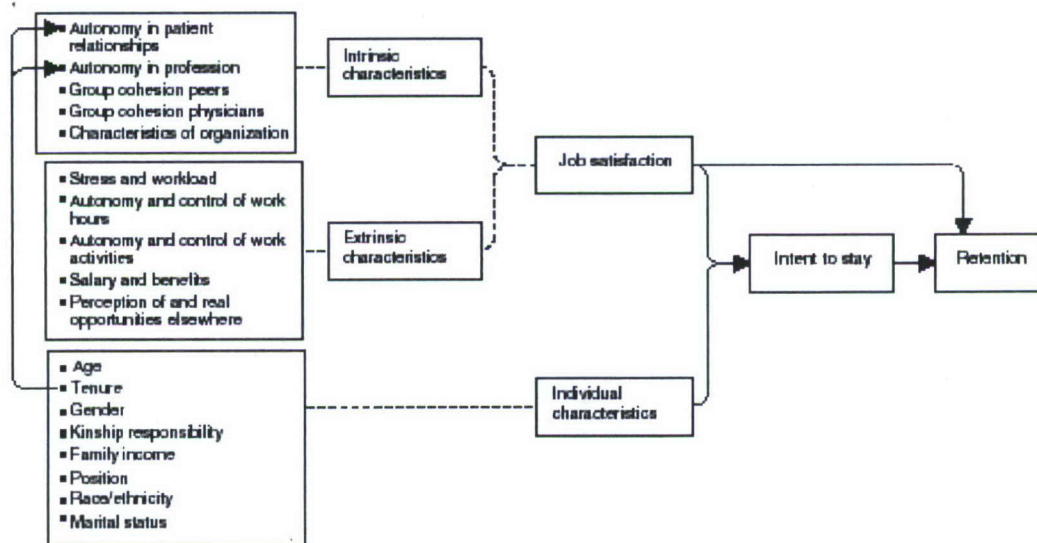 Autonomy in patient
relationships
Autonomy in profession
Group cohesion peers
Group cohesion physicians
Characteristics of organization
Intrinsic
characteristics
Stress and workload
Autonomy and control of work
hours
Autonomy and control of work
activities
Salary and benefits
Perception of and real
opportunities elsewhere
Extrinsic
characteristics
Job satisfaction
Intent to stay
Retention
Age
Tenure
Gender
Kinship responsibility
Family income
Position
Race/ethnicity
Marital status
Individual
characteristics